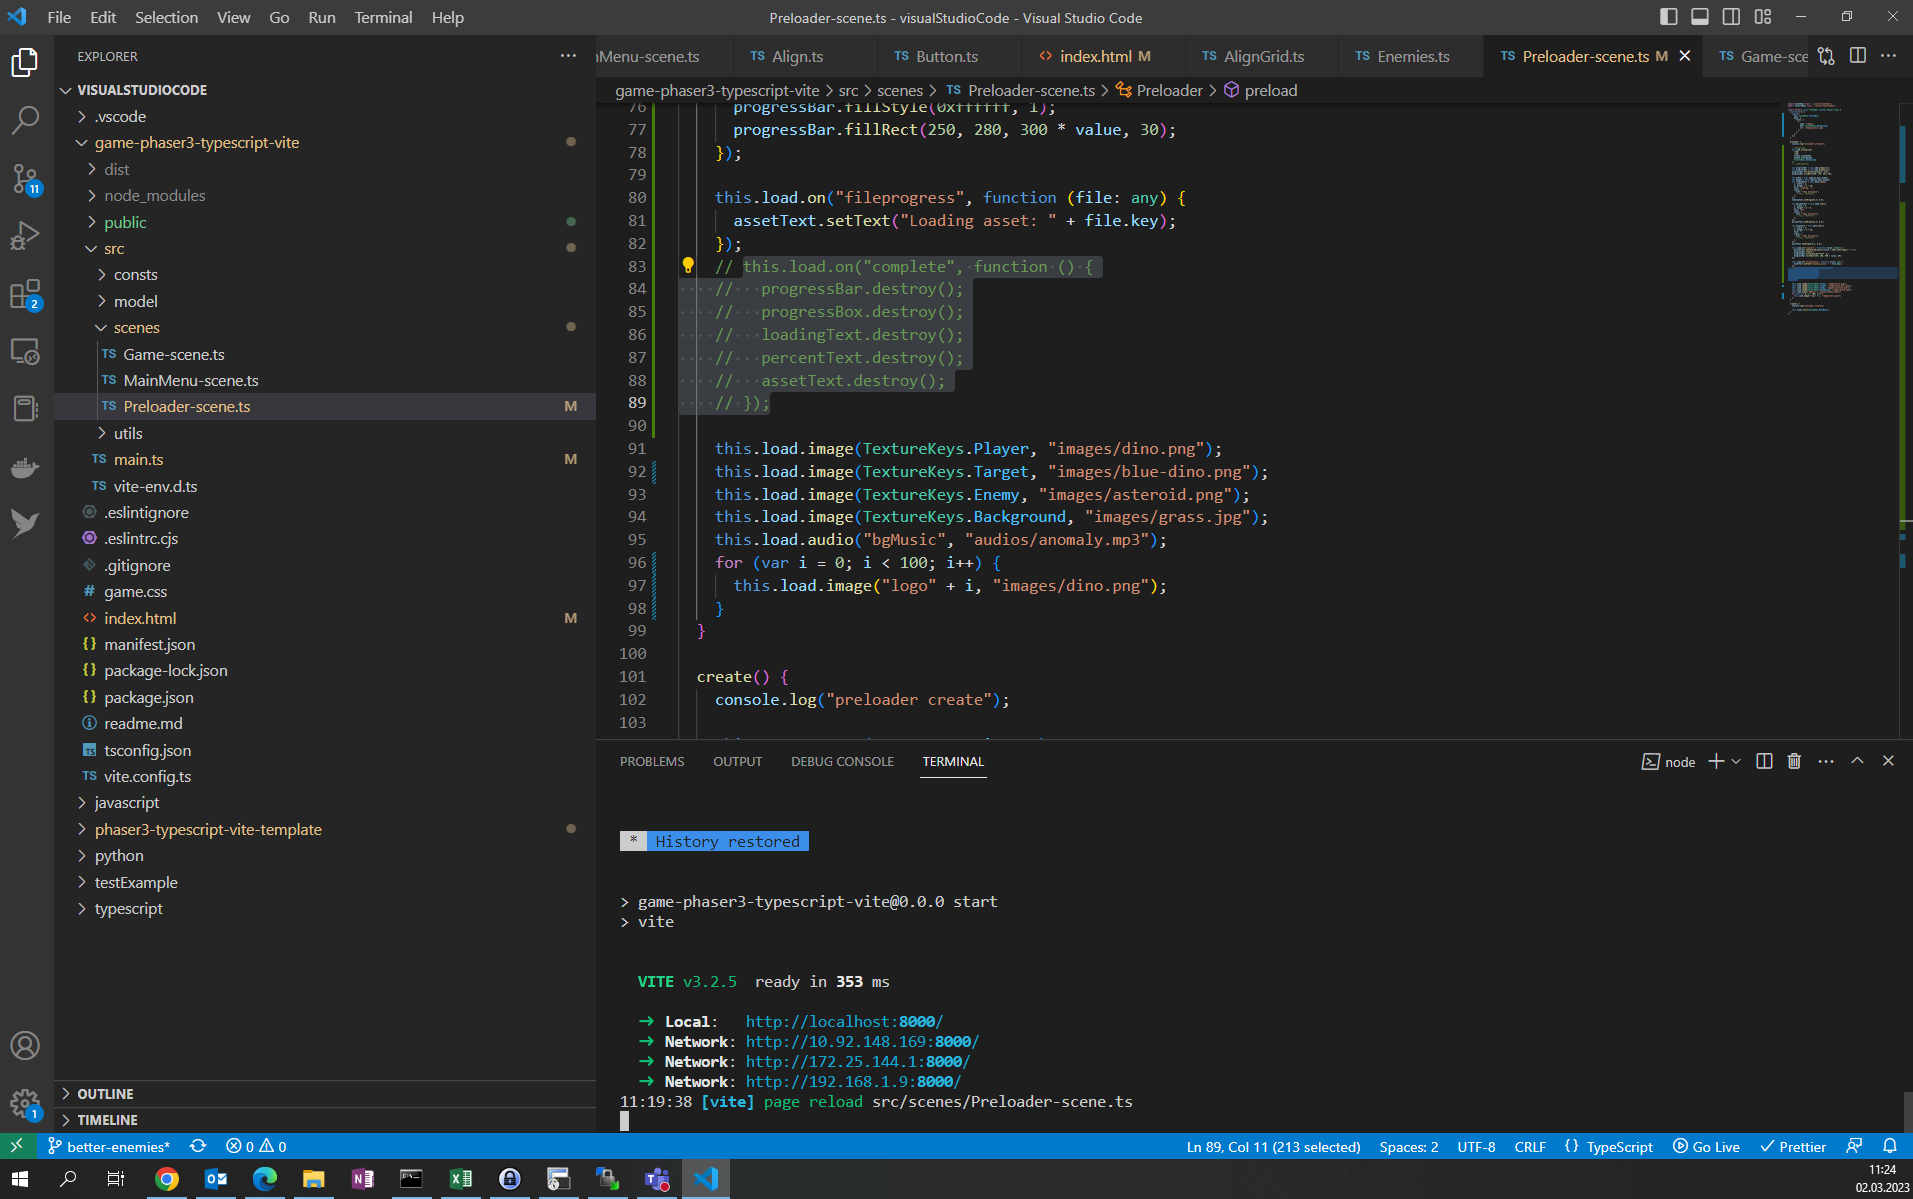 File Edit Selection View Go Run Terminal Help
Preloader-scene.ts - visualStudioCode - Visual Studio Code
EXPLORER
VISUALSTUDIOCODE
.vscode
game-phaser3-typescript-vite
dist
node_modules
public
src
consts
model
scenes
TS Game-scene.ts
TS MainMenu-scene.ts
TS Preloader-scene.ts M
utils
TS main.ts M
TS vite-env.d.ts
.eslintignore
.eslintrc.cjs
.gitignore
# game.css
<> index.html M
{} manifest.json
{} package-lock.json
{} package.json
readme.md
TS tsconfig.json
TS vite.config.ts
javascript
phaser3-typescript-vite-template
python
testExample
typescript
OUTLINE
TIMELINE
11
2
1
Menu-scene.ts TS Align.ts TS Button.ts <> index.html M TS AlignGrid.ts TS Enemies.ts TS Preloader-scene.ts M TS Game-sce
game-phaser3-typescript-vite > src > scenes > TS Preloader-scene.ts > Preloader > preload
76 progressBar.fillStyle(0xffffff, 1);
77 progressBar.fillRect(250, 280, 300 * value, 30);
78 });
79
80 this.load.on("fileprogress", function (file: any) {
81 assetText.setText("Loading asset: " + file.key);
82 });
83 // this.load.on("complete", function () {
84 // progressBar.destroy();
85 // progressBox.destroy();
86 // loadingText.destroy();
87 // percentText.destroy();
88 // assetText.destroy();
89 // });
90
91 this.load.image(TextureKeys.Player, "images/dino.png");
92 this.load.image(TextureKeys.Target, "images/blue-dino.png");
93 this.load.image(TextureKeys.Enemy, "images/asteroid.png");
94 this.load.image(TextureKeys.Background, "images/grass.jpg");
95 this.load.audio("bgMusic", "audios/anomaly.mp3");
96 for (var i = 0; i < 100; i++) {
97 this.load.image("logo" + i, "images/dino.png");
98 }
99 }
100
101 create() {
102 console.log("preloader create");
103
PROBLEMS OUTPUT DEBUG CONSOLE TERMINAL
node
* History restored
> game-phaser3-typescript-vite@0.0.0 start
> vite
VITE v3.2.5 ready in 353 ms
➜ Local: http://localhost:8000/
➜ Network: http://10.92.148.169:8000/
➜ Network: http://172.25.144.1:8000/
➜ Network: http://192.168.1.9:8000/
11:19:38 [vite] page reload src/scenes/Preloader-scene.ts
better-enemies* 0 0
Ln 89, Col 11 (213 selected) Spaces: 2 UTF-8 CRLF {} TypeScript Go Live Prettier
11:24
02.03.2023